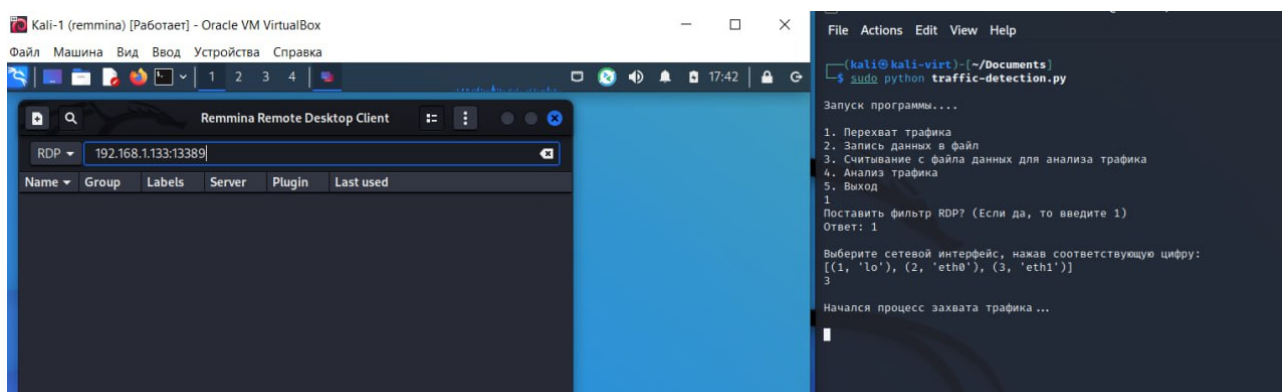 Kali-1 (remmina) [Работает] - Oracle VM VirtualBox
Файл Машина Вид Ввод Устройства Справка
1 2 3 4 17:42
Remmina Remote Desktop Client
RDP 192.168.1.133:13389
Name Group Labels Server Plugin Last used
File Actions Edit View Help
(kali㉿kali-virt)-[~/Documents]
$ sudo python traffic-detection.py
Запуск программы....
1. Перехват трафика
2. Запись данных в файл
3. Считывание с файла данных для анализа трафика
4. Анализ трафика
5. Выход
1
Поставить фильтр RDP? (Если да, то введите 1)
Ответ: 1
Выберите сетевой интерфейс, нажав соответствующую цифру:
[(1, 'lo'), (2, 'eth0'), (3, 'eth1')]
3
Начался процесс захвата трафика ...